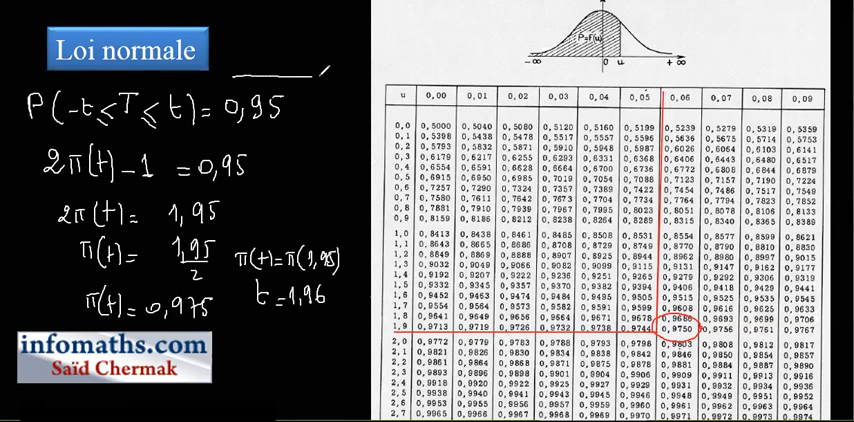 Loi normale
P(-t ≤ T ≤ t) = 0,95
2π(t) - 1 = 0,95
2π(t) = 1,95
π(t) = 1,95/2
π(t) = π(1,95)
π(t) = 0,975
t = 1,96
infomaths.com
Saïd Chermak
P=F(u)
-∞ 0 u +∞
u 0,00 0,01 0,02 0,03 0,04 0,05 0,06 0,07 0,08 0,09
0,0 0,5000 0,5040 0,5080 0,5120 0,5160 0,5199 0,5239 0,5279 0,5319 0,5359
0,1 0,5398 0,5438 0,5478 0,5517 0,5557 0,5596 0,5636 0,5675 0,5714 0,5753
0,2 0,5793 0,5832 0,5871 0,5910 0,5948 0,5987 0,6026 0,6064 0,6103 0,6141
0,3 0,6179 0,6217 0,6255 0,6293 0,6331 0,6368 0,6406 0,6443 0,6480 0,6517
0,4 0,6554 0,6591 0,6628 0,6664 0,6700 0,6736 0,6772 0,6808 0,6844 0,6879
0,5 0,6915 0,6950 0,6985 0,7019 0,7054 0,7088 0,7123 0,7157 0,7190 0,7224
0,6 0,7257 0,7290 0,7324 0,7357 0,7389 0,7422 0,7454 0,7486 0,7517 0,7549
0,7 0,7580 0,7611 0,7642 0,7673 0,7704 0,7734 0,7764 0,7794 0,7823 0,7852
0,8 0,7881 0,7910 0,7939 0,7967 0,7995 0,8023 0,8051 0,8078 0,8106 0,8133
0,9 0,8159 0,8186 0,8212 0,8238 0,8264 0,8289 0,8315 0,8340 0,8365 0,8389
1,0 0,8413 0,8438 0,8461 0,8485 0,8508 0,8531 0,8554 0,8577 0,8599 0,8621
1,1 0,8643 0,8665 0,8686 0,8708 0,8729 0,8749 0,8770 0,8790 0,8810 0,8830
1,2 0,8849 0,8869 0,8888 0,8907 0,8925 0,8944 0,8962 0,8980 0,8997 0,9015
1,3 0,9032 0,9049 0,9066 0,9082 0,9099 0,9115 0,9131 0,9147 0,9162 0,9177
1,4 0,9192 0,9207 0,9222 0,9236 0,9251 0,9265 0,9279 0,9292 0,9306 0,9319
1,5 0,9332 0,9345 0,9357 0,9370 0,9382 0,9394 0,9406 0,9418 0,9429 0,9441
1,6 0,9452 0,9463 0,9474 0,9484 0,9495 0,9505 0,9515 0,9525 0,9535 0,9545
1,7 0,9554 0,9564 0,9573 0,9582 0,9591 0,9599 0,9608 0,9616 0,9625 0,9633
1,8 0,9641 0,9649 0,9656 0,9664 0,9671 0,9678 0,9686 0,9693 0,9699 0,9706
1,9 0,9713 0,9719 0,9726 0,9732 0,9738 0,9744 0,9750 0,9756 0,9761 0,9767
2,0 0,9772 0,9779 0,9783 0,9788 0,9793 0,9798 0,9803 0,9808 0,9812 0,9817
2,1 0,9821 0,9826 0,9830 0,9834 0,9838 0,9842 0,9846 0,9850 0,9854 0,9857
2,2 0,9861 0,9864 0,9868 0,9871 0,9875 0,9878 0,9881 0,9884 0,9887 0,9890
2,3 0,9893 0,9896 0,9898 0,9901 0,9904 0,9906 0,9909 0,9911 0,9913 0,9916
2,4 0,9918 0,9920 0,9922 0,9925 0,9927 0,9929 0,9931 0,9932 0,9934 0,9936
2,5 0,9938 0,9940 0,9941 0,9943 0,9945 0,9946 0,9948 0,9949 0,9951 0,9952
2,6 0,9953 0,9955 0,9956 0,9957 0,9959 0,9960 0,9961 0,9962 0,9963 0,9964
2,7 0,9965 0,9966 0,9967 0,9968 0,9969 0,9970 0,9971 0,9972 0,9973 0,9974